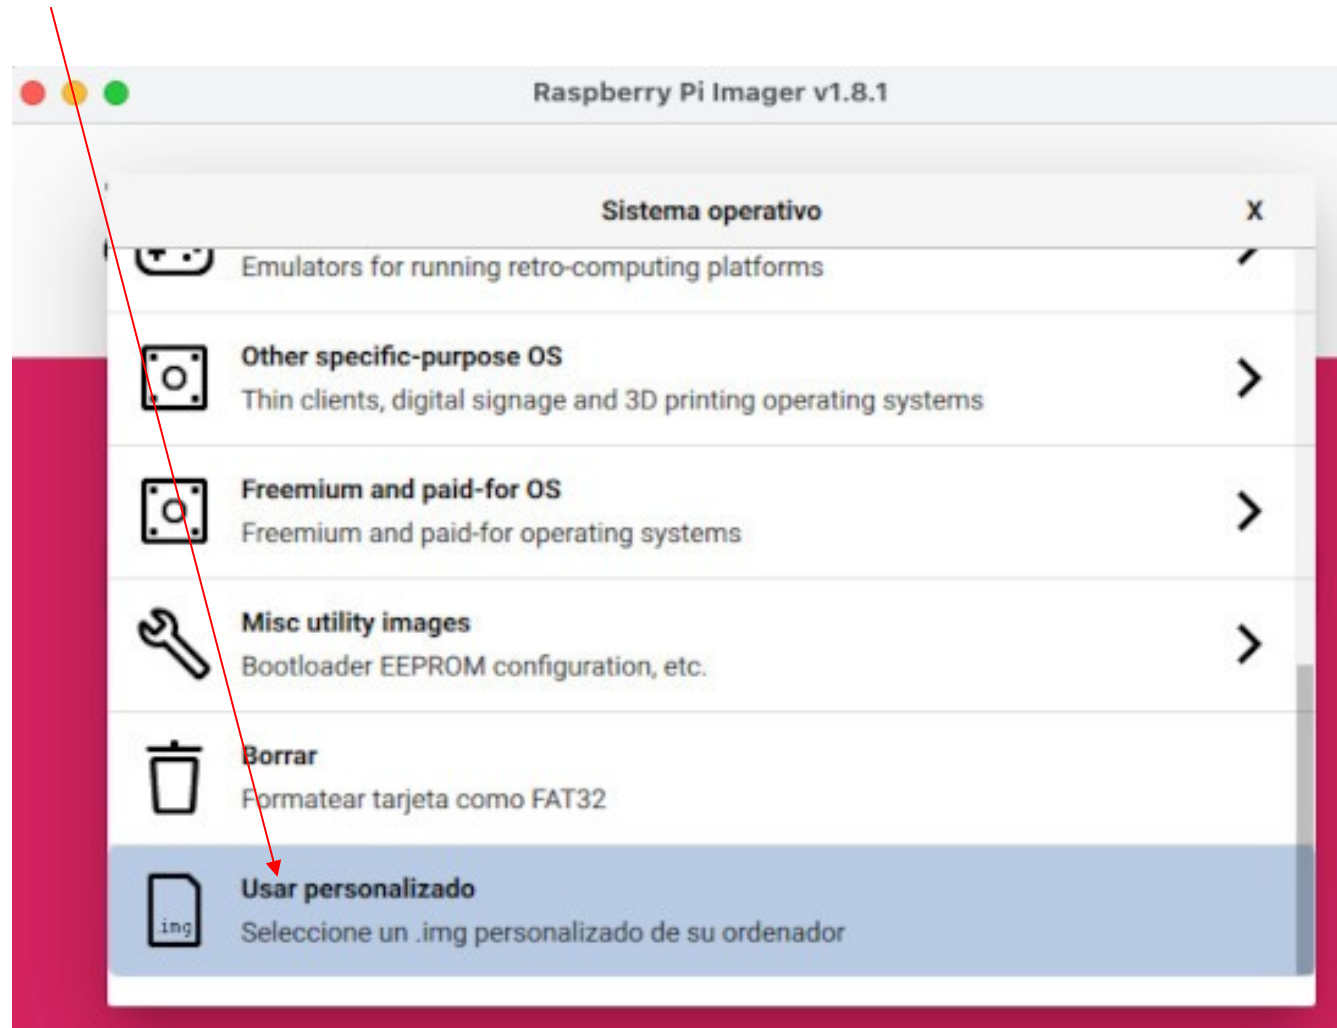 Raspberry Pi Imager v1.8.1
Sistema operativo X
Emulators for running retro-computing platforms
Other specific-purpose OS
Thin clients, digital signage and 3D printing operating systems
Freemium and paid-for OS
Freemium and paid-for operating systems
Misc utility images
Bootloader EEPROM configuration, etc.
Borrar
Formatear tarjeta como FAT32
Usar personalizado
.img
Seleccione un .img personalizado de su ordenador